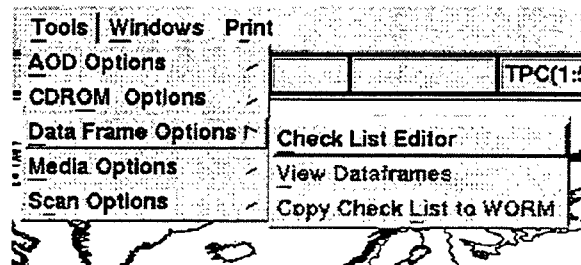 Tools Windows Print
AOD Options
TPC(1:5
CDROM Options
Data Frame Options
Check List Editor
Media Options
View Dataframes
Scan Options
Copy Check List to WORM